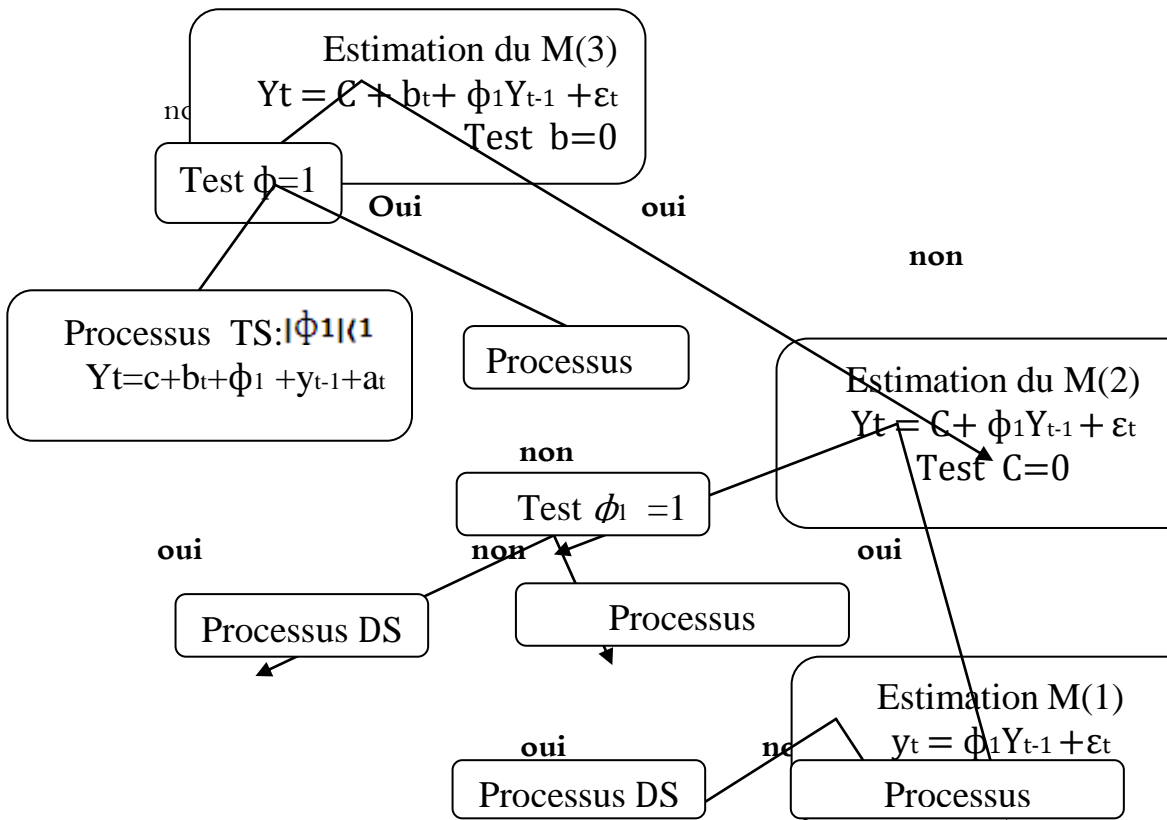 Estimation du M(3)
Yt = C + bt+ ϕ1Yt-1 +εt
Test b=0
Test ϕ=1
Oui
oui
non
Processus TS:|ϕ1|⟨1
Yt=c+bt+ϕ1 +yt-1+at
Processus
Estimation du M(2)
Yt = C+ ϕ1Yt-1 + εt
Test C=0
non
Test ϕ1 =1
oui
non
oui
Processus DS
Processus
Estimation M(1)
yt = ϕ1Yt-1 +εt
oui
Processus DS
Processus